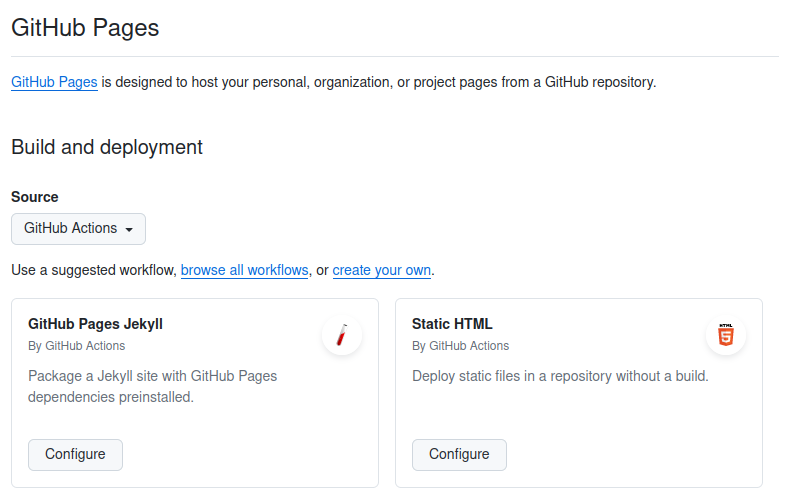 GitHub Pages
GitHub Pages is designed to host your personal, organization, or project pages from a GitHub repository.
Build and deployment
Source
GitHub Actions
Use a suggested workflow, browse all workflows, or create your own.
GitHub Pages Jekyll
By GitHub Actions
Package a Jekyll site with GitHub Pages
dependencies preinstalled.
Configure
Static HTML
By GitHub Actions
HTML
5
Deploy static files in a repository without a build.
Configure